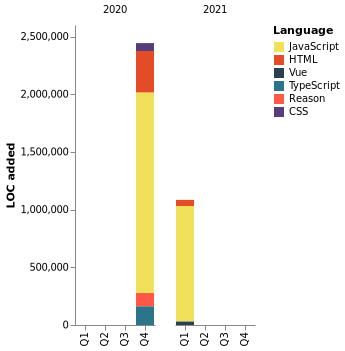 2020
2021
Language
JavaScript
HTML
Vue
TypeScript
Reason
CSS
LOC added
2,500,000
2,000,000
1,500,000
1,000,000
500,000
0
Q1
Q2
Q3
Q4
Q1
Q2
Q3
Q4